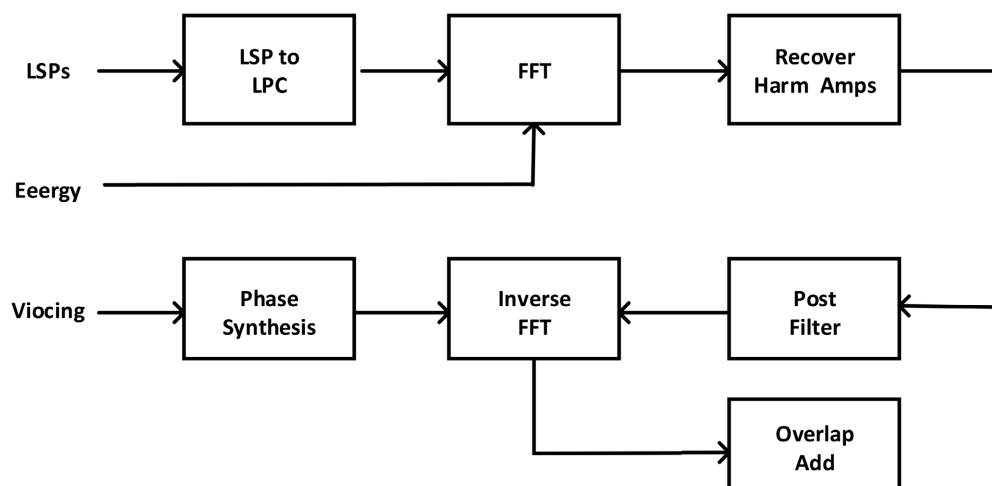 LSPs
LSP to
LPC
FFT
Recover
Harm Amps
Eeergy
Viocing
Phase
Synthesis
Inverse
FFT
Post
Filter
Overlap
Add